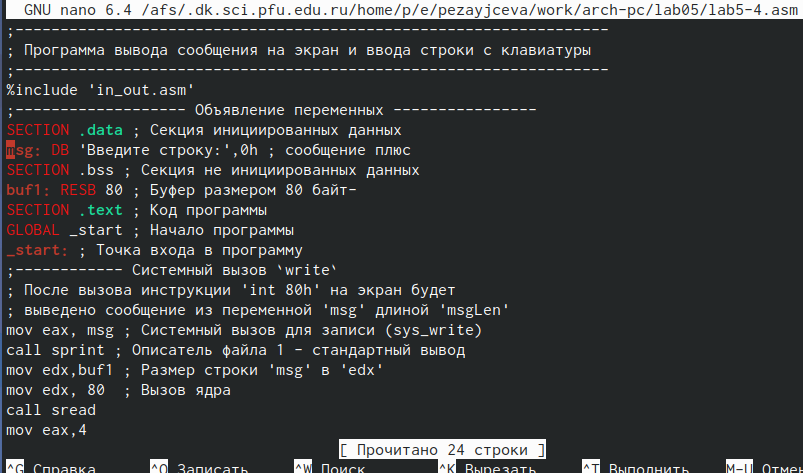 GNU nano 6.4 /afs/.dk.sci.pfu.edu.ru/home/p/e/pezayjceva/work/arch-pc/lab05/lab5-4.asm
;------------------------------------------------------------------
; Программа вывода сообщения на экран и ввода строки с клавиатуры
;------------------------------------------------------------------
%include 'in_out.asm'
;------------------- Объявление переменных ----------------
SECTION .data ; Секция инициированных данных
msg: DB 'Введите строку:',0h ; сообщение плюс
SECTION .bss ; Секция не инициированных данных
buf1: RESB 80 ; Буфер размером 80 байт-
SECTION .text ; Код программы
GLOBAL _start ; Начало программы
_start: ; Точка входа в программу
;------------ Системный вызов `write`
; После вызова инструкции 'int 80h' на экран будет
; выведено сообщение из переменной 'msg' длиной 'msgLen'
mov eax, msg ; Системный вызов для записи (sys_write)
call sprint ; Описатель файла 1 - стандартный вывод
mov edx,buf1 ; Размер строки 'msg' в 'edx'
mov edx, 80  ; Вызов ядра
call sread
mov eax,4
[ Прочитано 24 строки ]
^G Справка ^O Записать ^W Поиск ^K Вырезать ^T Выполнить M-U Отмен